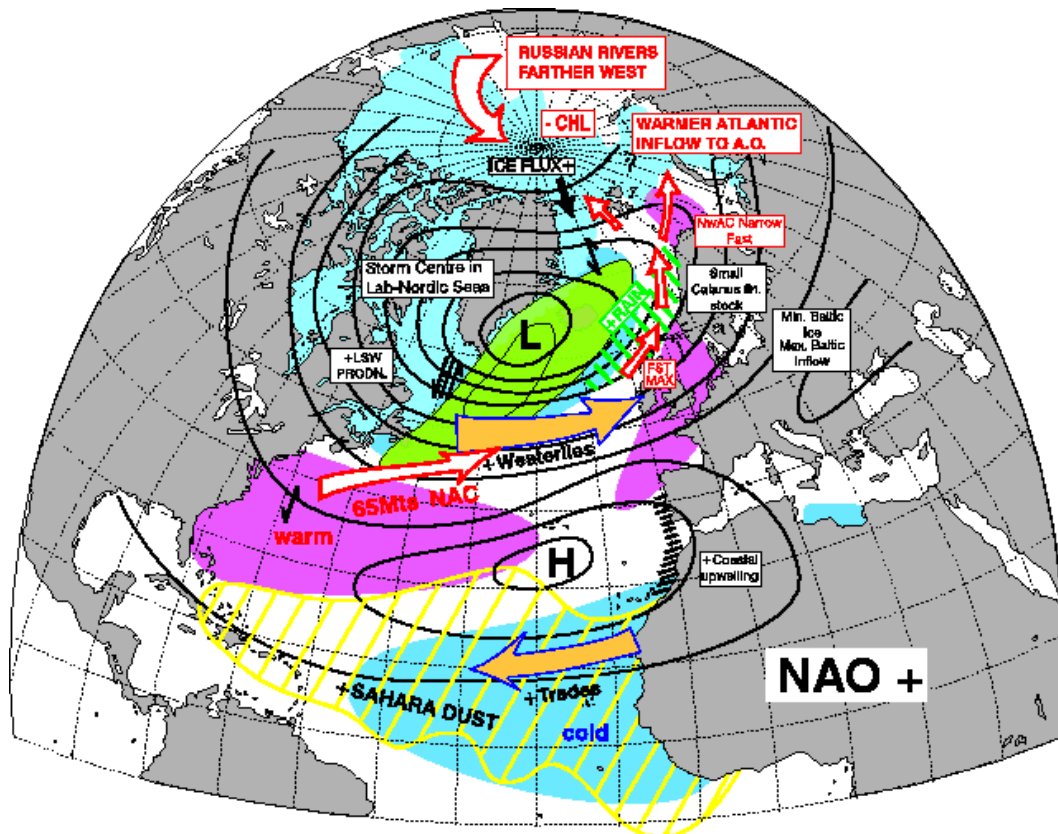 RUSSIAN RIVERS
FARTHER WEST
- CHL
WARMER ATLANTIC
INFLOW TO A.O.
ICE FLUX+
NwAC Narrow
Fast
Storm Centre in
Lab-Nordic Seas
Small
Calanus fin.
stock
+RAIN
Min. Baltic
Ice
Max. Baltic
Inflow
L
+LSW
PRODN.
FST
MAX
+Westerlies
65Mts NAC
warm
H
+Coastal
upwelling
NAO +
+SAHARA DUST
+Trades
cold